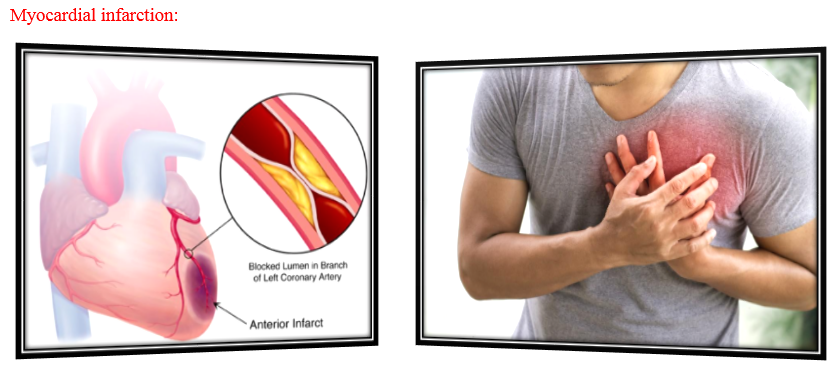 Myocardial infarction:
Blocked Lumen in Branch
of Left Coronary Artery
Anterior Infarct